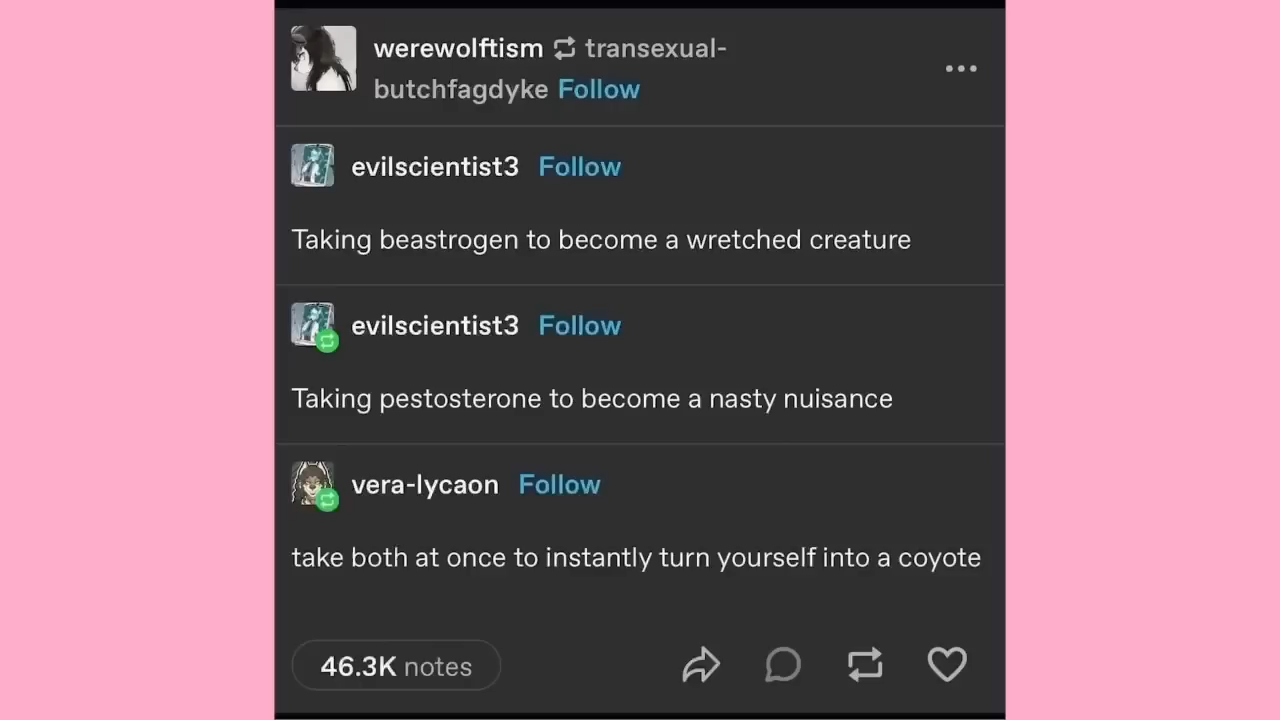 werewolftism transexual-
butchfagdyke Follow
evilscientist3 Follow
Taking beastrogen to become a wretched creature
evilscientist3 Follow
Taking pestosterone to become a nasty nuisance
vera-lycaon Follow
take both at once to instantly turn yourself into a coyote
46.3K notes